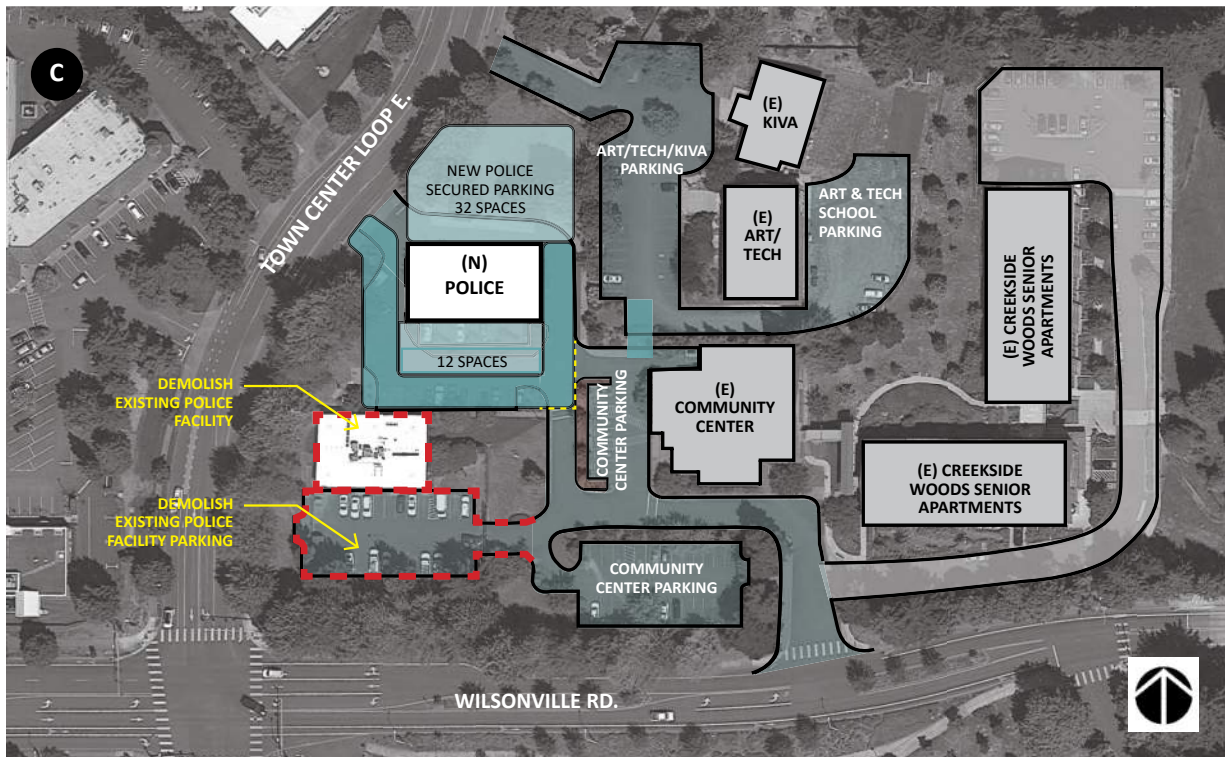 C
TOWN CENTER LOOP E.
NEW POLICE
SECURED PARKING
32 SPACES
(N)
POLICE
12 SPACES
ART/TECH/KIVA
PARKING
(E)
KIVA
(E)
ART/
TECH
ART & TECH
SCHOOL
PARKING
(E) CREEKSIDE
WOODS SENIOR
APARTMENTS
DEMOLISH
EXISTING POLICE
FACILITY
COMMUNITY
CENTER PARKING
(E)
COMMUNITY
CENTER
(E) CREEKSIDE
WOODS SENIOR
APARTMENTS
DEMOLISH
EXISTING POLICE
FACILITY PARKING
COMMUNITY
CENTER PARKING
WILSONVILLE RD.